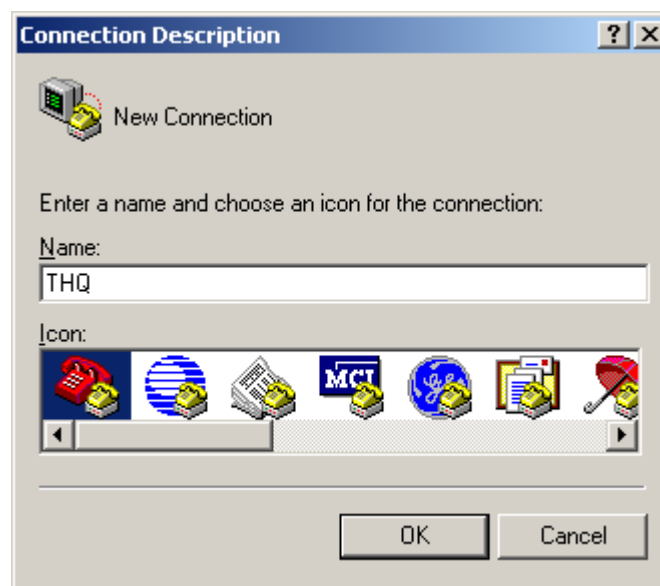 Connection Description
New Connection
Enter a name and choose an icon for the connection:
Name:
THQ
Icon:
MCI
OK Cancel